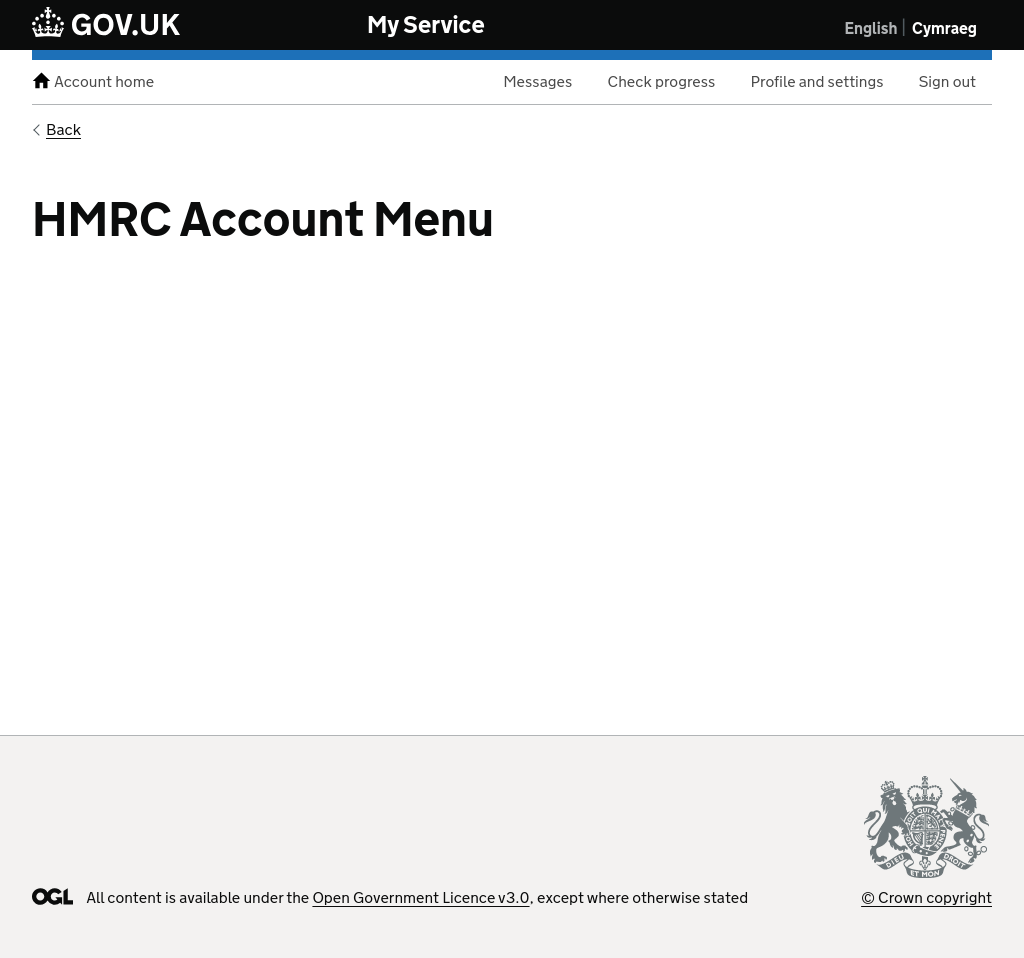 GOV.UK My Service English | Cymraeg
Account home Messages Check progress Profile and settings Sign out
Back
HMRC Account Menu
DIEU ET MON DROIT
OGL All content is available under the Open Government Licence v3.0, except where otherwise stated © Crown copyright